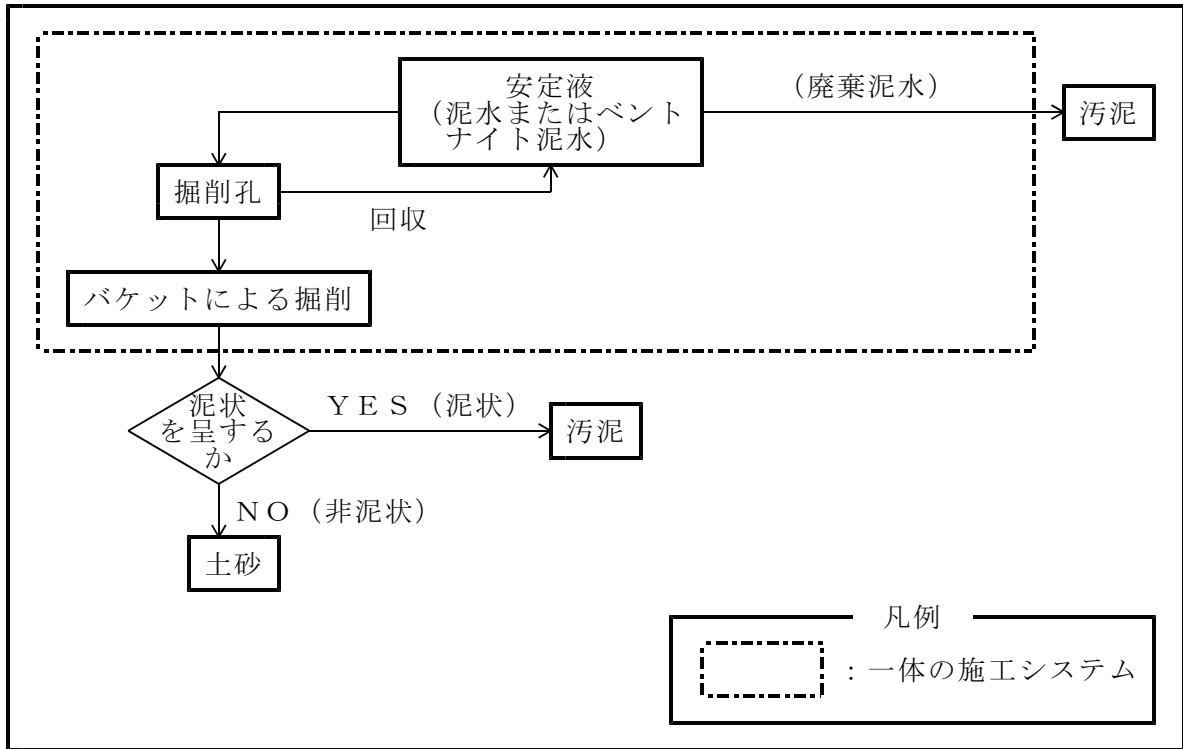 安定液
（泥水またはベント
ナイト泥水）
（廃棄泥水）
汚泥
掘削孔
回収
バケットによる掘削
泥状
を呈する
か
ＹＥＳ（泥状）
汚泥
ＮＯ（非泥状）
土砂
凡例
：一体の施工システム